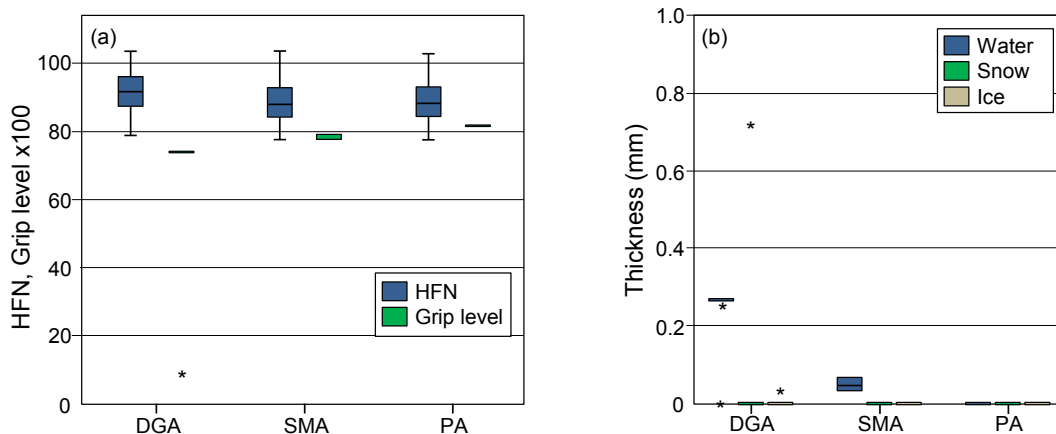 (a)
HFN, Grip level x100
100
80
60
40
20
0
HFN
Grip level
*
DGA
SMA
PA
(b)
Thickness (mm)
1.0
0.8
0.6
0.4
0.2
0
Water
Snow
Ice
*
*
*
*
DGA
SMA
PA